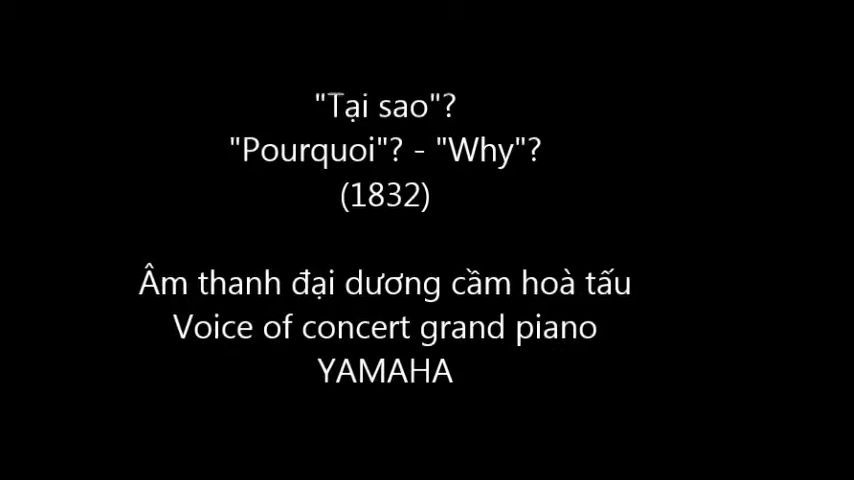 "Tại sao"?
"Pourquoi"? - "Why"?
(1832)
Âm thanh đại dương cầm hoà tấu
Voice of concert grand piano
YAMAHA